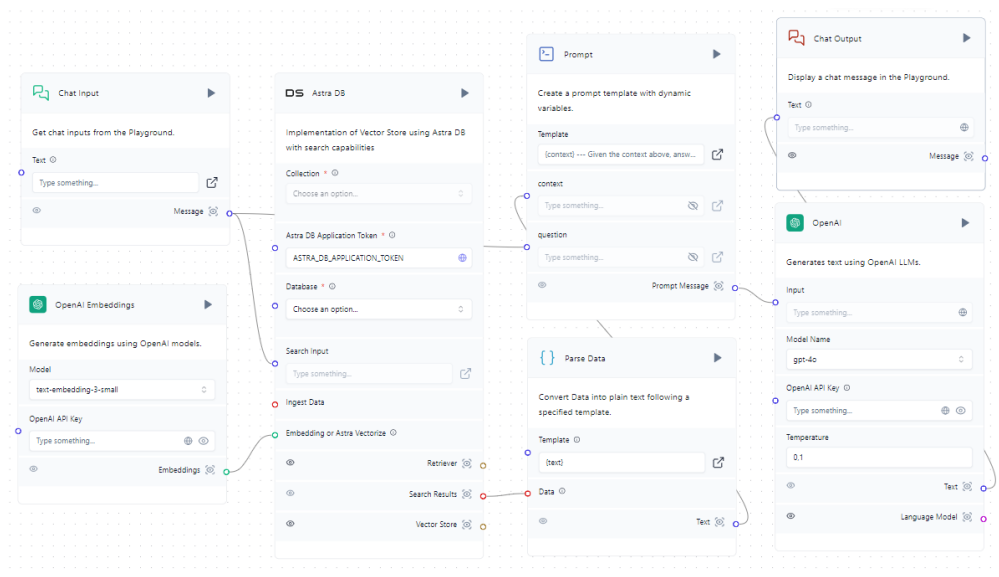 Chat Input
Get chat inputs from the Playground.
Text
Type something...
Message
OpenAI Embeddings
Generate embeddings using OpenAI models.
Model
text-embedding-3-small
OpenAI API Key
Type something...
Embeddings
DS Astra DB
Implementation of Vector Store using Astra DB
with search capabilities
Collection *
Choose an option...
Astra DB Application Token *
ASTRA_DB_APPLICATION_TOKEN
Database *
Choose an option...
Search Input
Type something...
Ingest Data
Embedding or Astra Vectorize
Retriever
Search Results
Vector Store
Prompt
Create a prompt template with dynamic
variables.
Template
{context} --- Given the context above, answ...
context
Type something...
question
Type something...
Prompt Message
Parse Data
Convert Data into plain text following a
specified template.
Template
{text}
Data
Text
Chat Output
Display a chat message in the Playground.
Text
Type something...
Message
OpenAI
Generates text using OpenAI LLMs.
Input
Type something...
Model Name
gpt-4o
OpenAI API Key
Type something...
Temperature
0,1
Text
Language Model